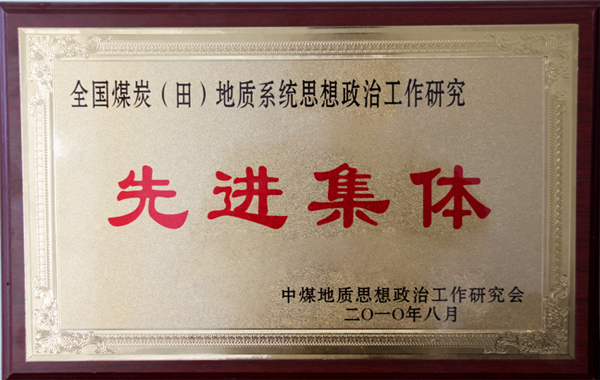 全国煤炭（田）地质系统思想政治工作研究
先进集体
中煤地质思想政治工作研究会
二〇一〇年八月